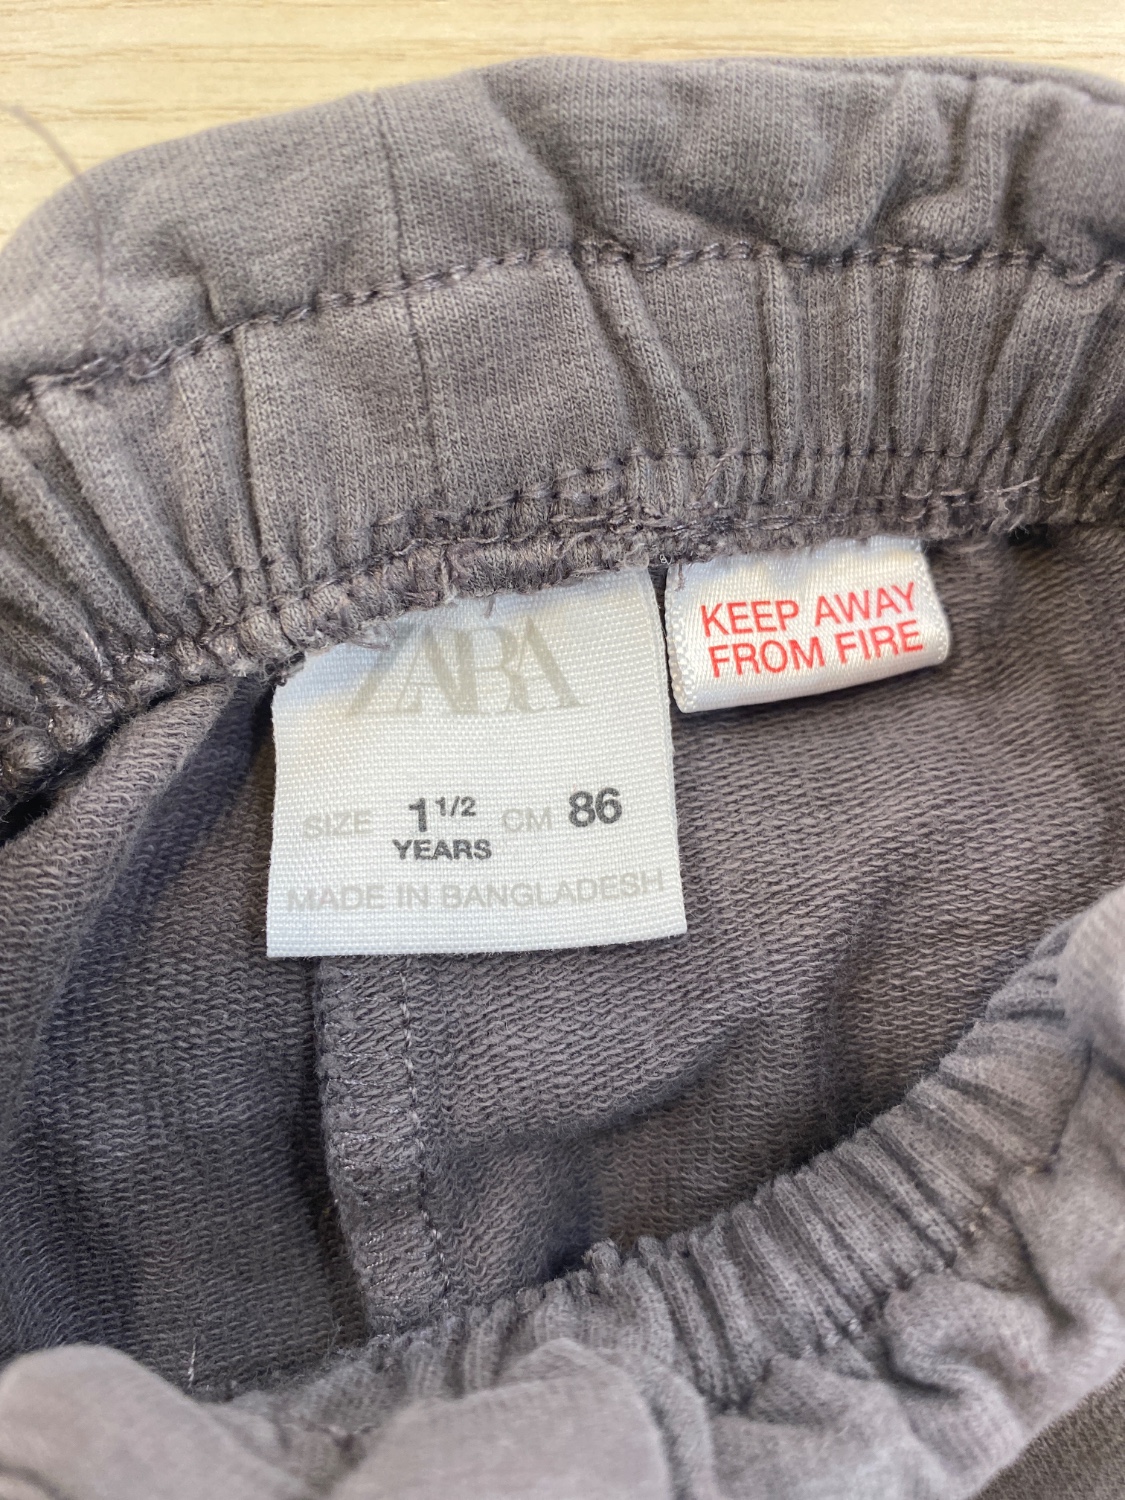 ZARA
SIZE 1 1/2 YEARS CM 86
MADE IN BANGLADESH
KEEP AWAY
FROM FIRE